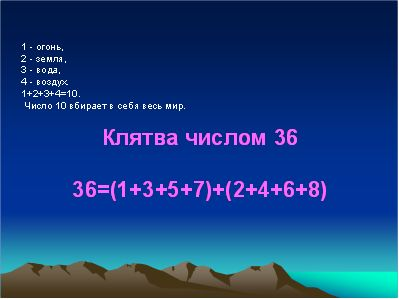 1 - огонь,
2 - земля,
3 - вода,
4 - воздух.
1+2+3+4=10.
Число 10 вбирает в себя весь мир.
Клятва числом 36
36=(1+3+5+7)+(2+4+6+8)